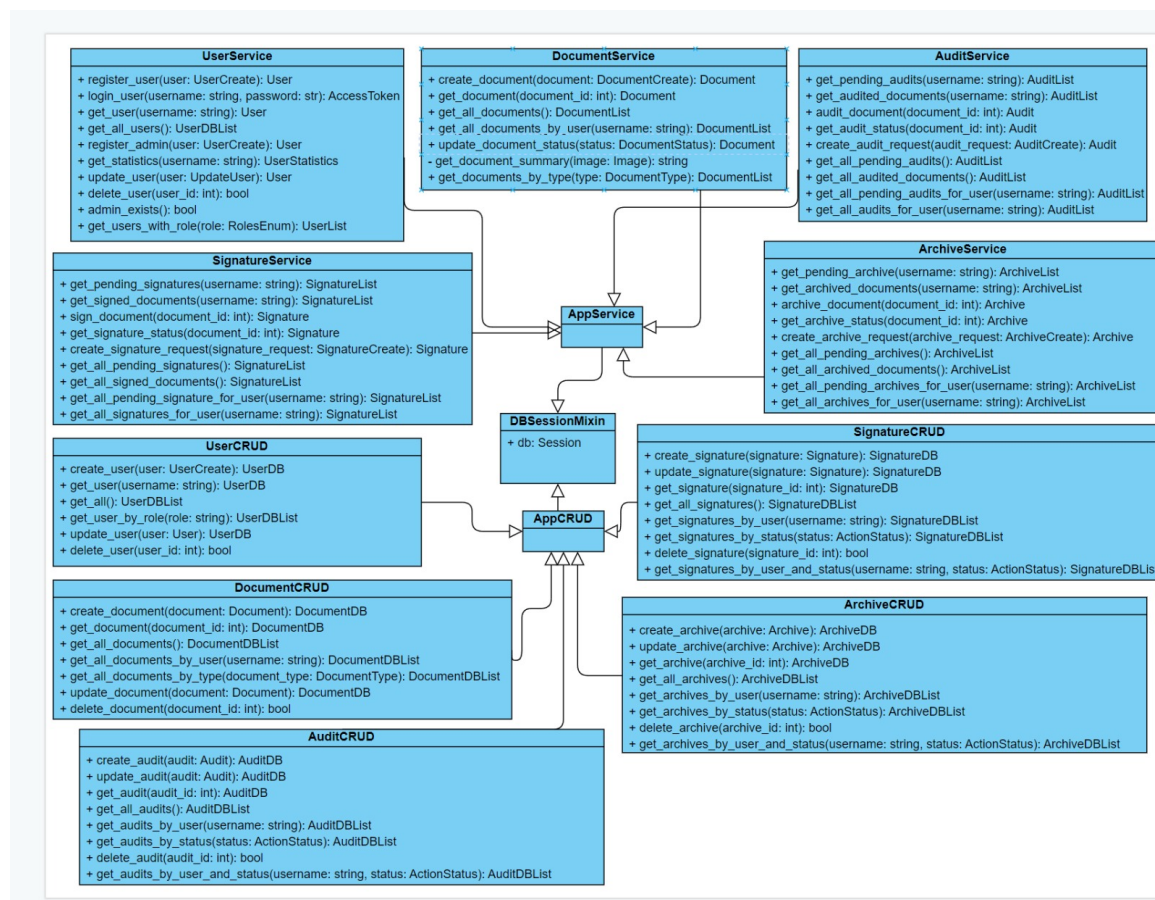 UserService
+ register_user(user: UserCreate): User
+ login_user(username: string, password: str): AccessToken
+ get_user(username: string): User
+ get_all_users(): UserDBList
+ register_admin(user: UserCreate): User
+ get_statistics(username: string): UserStatistics
+ update_user(user: UpdateUser): User
+ delete_user(user_id: int): bool
+ admin_exists(): bool
+ get_users_with_role(role: RolesEnum): UserList
DocumentService
+ create_document(document: DocumentCreate): Document
+ get_document(document_id: int): Document
+ get_all_documents(): DocumentList
+ get_all_documents_by_user(username: string): DocumentList
+ update_document_status(status: DocumentStatus): Document
- get_document_summary(image: Image): string
+ get_documents_by_type(type: DocumentType): DocumentList
AuditService
+ get_pending_audits(username: string): AuditList
+ get_audited_documents(username: string): AuditList
+ audit_document(document_id: int): Audit
+ get_audit_status(document_id: int): Audit
+ create_audit_request(audit_request: AuditCreate): Audit
+ get_all_pending_audits(): AuditList
+ get_all_audited_documents(): AuditList
+ get_all_pending_audits_for_user(username: string): AuditList
+ get_all_audits_for_user(username: string): AuditList
SignatureService
+ get_pending_signatures(username: string): SignatureList
+ get_signed_documents(username: string): SignatureList
+ sign_document(document_id: int): Signature
+ get_signature_status(document_id: int): Signature
+ create_signature_request(signature_request: SignatureCreate): Signature
+ get_all_pending_signatures(): SignatureList
+ get_all_signed_documents(): SignatureList
+ get_all_pending_signature_for_user(username: string): SignatureList
+ get_all_signatures_for_user(username: string): SignatureList
AppService
ArchiveService
+ get_pending_archive(username: string): ArchiveList
+ get_archived_documents(username: string): ArchiveList
+ archive_document(document_id: int): Archive
+ get_archive_status(document_id: int): Archive
+ create_archive_request(archive_request: ArchiveCreate): Archive
+ get_all_pending_archives(): ArchiveList
+ get_all_archived_documents(): ArchiveList
+ get_all_pending_archives_for_user(username: string): ArchiveList
+ get_all_archives_for_user(username: string): ArchiveList
DBSessionMixin
+ db: Session
UserCRUD
+ create_user(user: UserCreate): UserDB
+ get_user(username: string): UserDB
+ get_all(): UserDBList
+ get_user_by_role(role: string): UserDBList
+ update_user(user: User): UserDB
+ delete_user(user_id: int): bool
AppCRUD
SignatureCRUD
+ create_signature(signature: Signature): SignatureDB
+ update_signature(signature: Signature): SignatureDB
+ get_signature(signature_id: int): SignatureDB
+ get_all_signatures(): SignatureDBList
+ get_signatures_by_user(username: string): SignatureDBList
+ get_signatures_by_status(status: ActionStatus): SignatureDBList
+ delete_signature(signature_id: int): bool
+ get_signatures_by_user_and_status(username: string, status: ActionStatus): SignatureDBLis
DocumentCRUD
+ create_document(document: Document): DocumentDB
+ get_document(document_id: int): DocumentDB
+ get_all_documents(): DocumentDBList
+ get_all_documents_by_user(username: string): DocumentDBList
+ get_all_documents_by_type(document_type: DocumentType): DocumentDBList
+ update_document(document: Document): DocumentDB
+ delete_document(document_id: int): bool
ArchiveCRUD
+ create_archive(archive: Archive): ArchiveDB
+ update_archive(archive: Archive): ArchiveDB
+ get_archive(archive_id: int): ArchiveDB
+ get_all_archives(): ArchiveDBList
+ get_archives_by_user(username: string): ArchiveDBList
+ get_archives_by_status(status: ActionStatus): ArchiveDBList
+ delete_archive(archive_id: int): bool
+ get_archives_by_user_and_status(username: string, status: ActionStatus): ArchiveDBList
AuditCRUD
+ create_audit(audit: Audit): AuditDB
+ update_audit(audit: Audit): AuditDB
+ get_audit(audit_id: int): AuditDB
+ get_all_audits(): AuditDBList
+ get_audits_by_user(username: string): AuditDBList
+ get_audits_by_status(status: ActionStatus): AuditDBList
+ delete_audit(audit_id: int): bool
+ get_audits_by_user_and_status(username: string, status: ActionStatus): AuditDBList